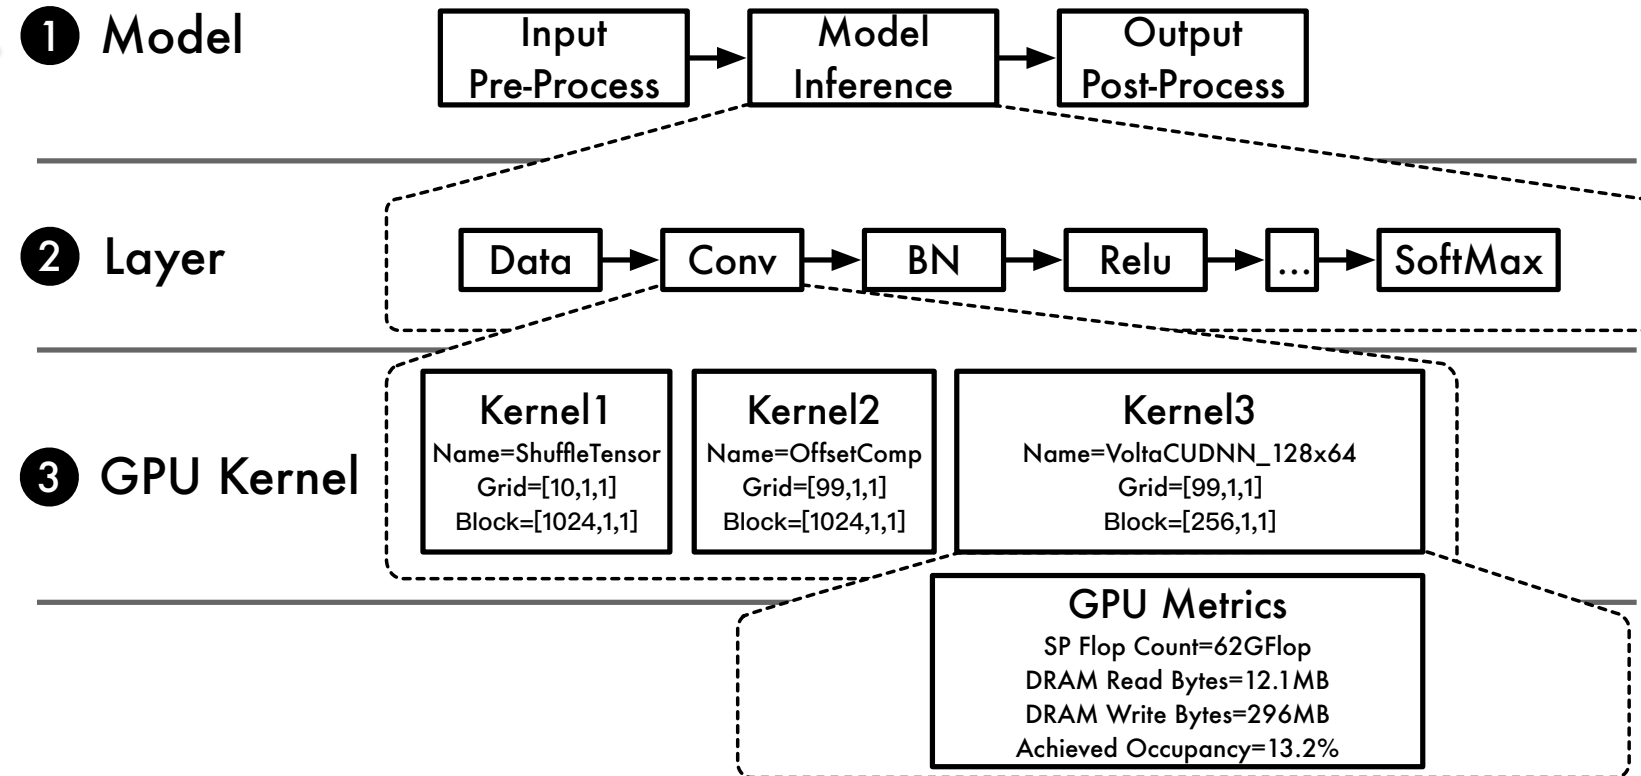 1 Model
Input
Pre-Process
Model
Inference
Output
Post-Process
2 Layer
Data
Conv
BN
Relu
...
SoftMax
3 GPU Kernel
Kernel1
Name=ShuffleTensor
Grid=[10,1,1]
Block=[1024,1,1]
Kernel2
Name=OffsetComp
Grid=[99,1,1]
Block=[1024,1,1]
Kernel3
Name=VoltaCUDNN_128x64
Grid=[99,1,1]
Block=[256,1,1]
GPU Metrics
SP Flop Count=62GFlop
DRAM Read Bytes=12.1MB
DRAM Write Bytes=296MB
Achieved Occupancy=13.2%